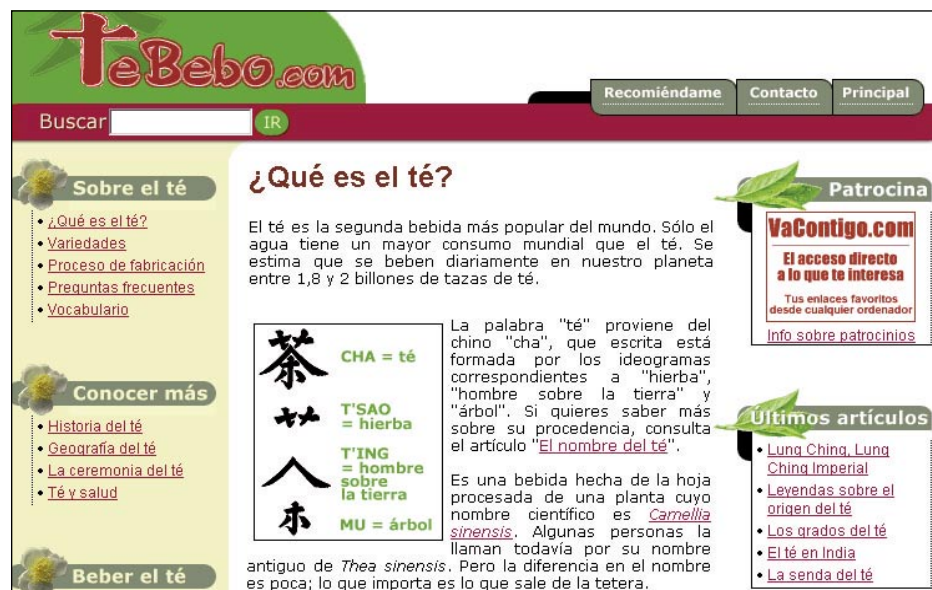 TeBebo.com
Recomiéndame
Contacto
Principal
Buscar
IR
Sobre el té
• ¿Qué es el té?
• Variedades
• Proceso de fabricación
• Preguntas frecuentes
• Vocabulario
Conocer más
• Historia del té
• Geografía del té
• La ceremonia del té
• Té y salud
Beber el té
¿Qué es el té?
El té es la segunda bebida más popular del mundo. Sólo el
agua tiene un mayor consumo mundial que el té. Se
estima que se beben diariamente en nuestro planeta
entre 1,8 y 2 billones de tazas de té.
茶 CHA = té
艹 T'SAO
= hierba
人 T'ING
= hombre
sobre
la tierra
木 MU = árbol
La palabra "té" proviene del
chino "cha", que escrita está
formada por los ideogramas
correspondientes a "hierba",
"hombre sobre la tierra" y
"árbol". Si quieres saber más
sobre su procedencia, consulta
el artículo "El nombre del té".
Es una bebida hecha de la hoja
procesada de una planta cuyo
nombre científico es Camellia
sinensis. Algunas personas la
llaman todavía por su nombre
antiguo de Thea sinensis. Pero la diferencia en el nombre
es poca; lo que importa es lo que sale de la tetera.
Patrocina
VaContigo.com
El acceso directo
a lo que te interesa
Tus enlaces favoritos
desde cualquier ordenador
Info sobre patrocinios
Últimos artículos
• Lung Ching, Lung
Ching Imperial
• Leyendas sobre el
origen del té
• Los grados del té
• El té en India
• La senda del té